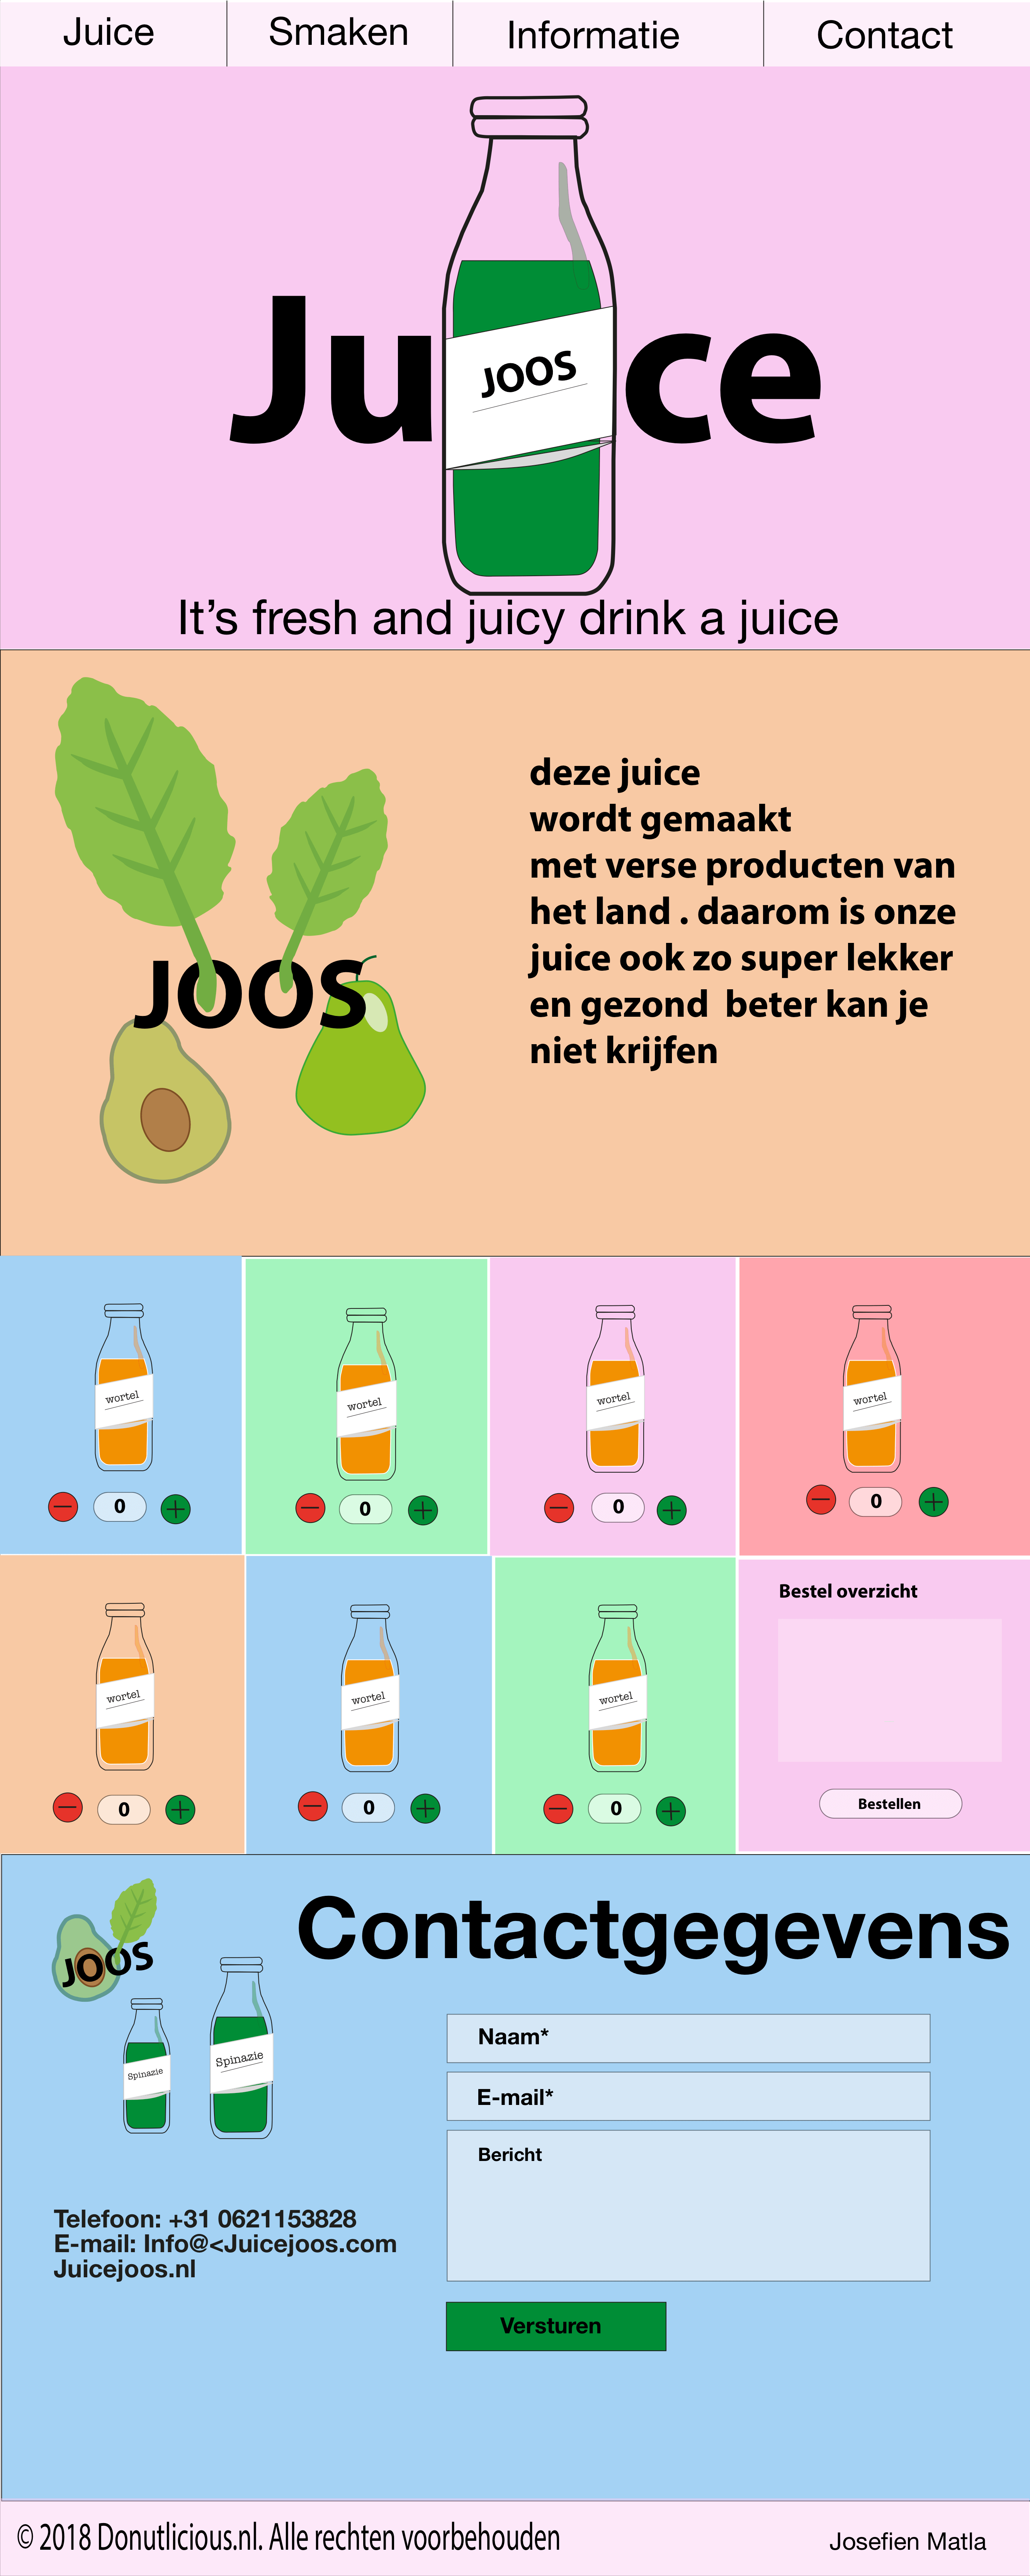 Juice
Smaken
Informatie
Contact
Ju ce
JOOS
It's fresh and juicy drink a juice
JOOS
deze juice
wordt gemaakt
met verse producten van
het land . daarom is onze
juice ook zo super lekker
en gezond  beter kan je
niet krijfen
wortel
wortel
wortel
wortel
0
0
0
0
wortel
wortel
wortel
0
0
0
Bestel overzicht
Bestellen
JOOS
Spinazie
Spinazie
Contactgegevens
Naam*
E-mail*
Bericht
Telefoon: +31 0621153828
E-mail: Info@<Juicejoos.com
Juicejoos.nl
Versturen
© 2018 Donutlicious.nl. Alle rechten voorbehouden
Josefien Matla